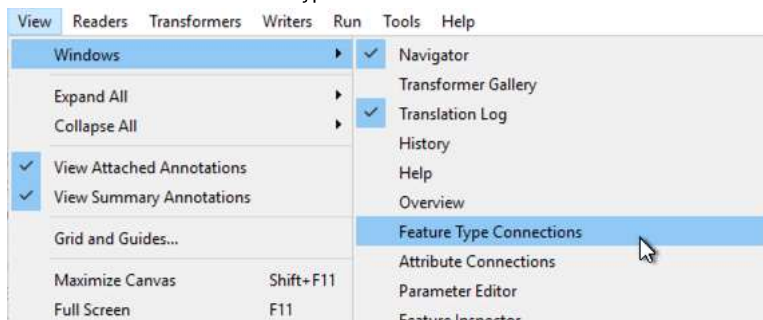 View Readers Transformers Writers Run Tools Help
Windows
Expand All
Collapse All
View Attached Annotations
View Summary Annotations
Grid and Guides...
Maximize Canvas Shift+F11
Full Screen F11
Navigator
Transformer Gallery
Translation Log
History
Help
Overview
Feature Type Connections
Attribute Connections
Parameter Editor
Feature Inspector